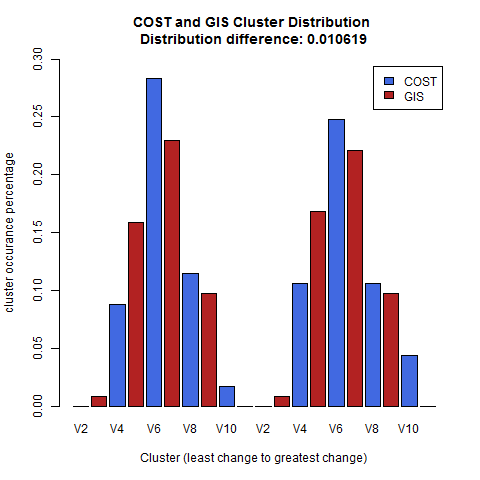 COST and GIS Cluster Distribution
Distribution difference: 0.010619
COST
GIS
cluster occurance percentage
0.30
0.25
0.20
0.15
0.10
0.05
0.00
V2 V4 V6 V8 V10 V2 V4 V6 V8 V10
Cluster (least change to greatest change)